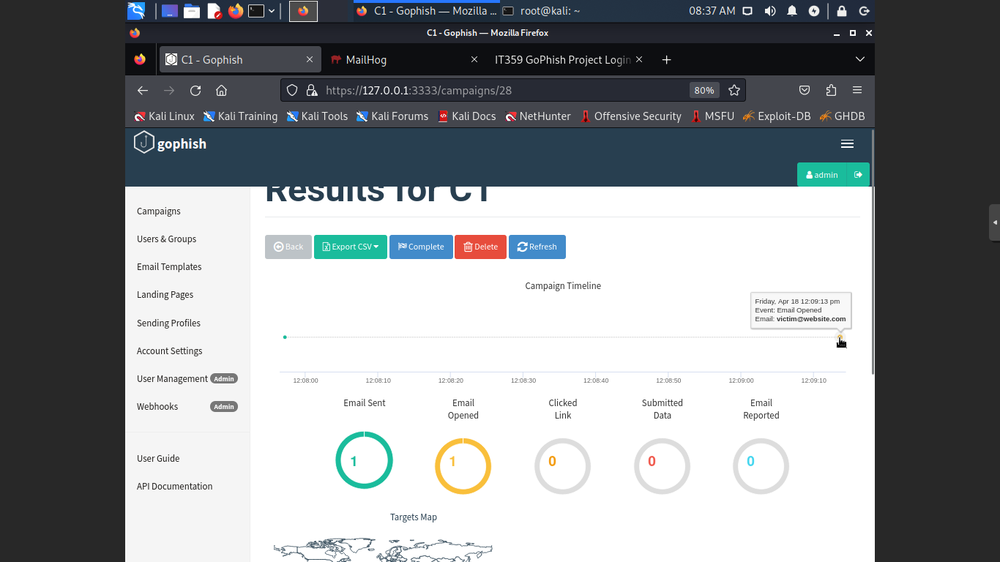 C1 - Gophish — Mozilla ...
root@kali: ~
08:37 AM
C1 - Gophish — Mozilla Firefox
C1 - Gophish
MailHog
IT359 GoPhish Project Login
https://127.0.0.1:3333/campaigns/28
80%
Kali Linux
Kali Training
Kali Tools
Kali Forums
Kali Docs
NetHunter
Offensive Security
MSFU
Exploit-DB
GHDB
gophish
admin
Results for C1
Campaigns
Users & Groups
Email Templates
Landing Pages
Sending Profiles
Account Settings
User Management Admin
Webhooks Admin
User Guide
API Documentation
Back
Export CSV
Complete
Delete
Refresh
Campaign Timeline
Friday, Apr 18 12:09:13 pm
Event: Email Opened
Email: victim@website.com
12:08:00
12:08:10
12:08:20
12:08:30
12:08:40
12:08:50
12:09:00
12:09:10
Email Sent
Email
Opened
Clicked
Link
Submitted
Data
Email
Reported
1
1
0
0
0
Targets Map